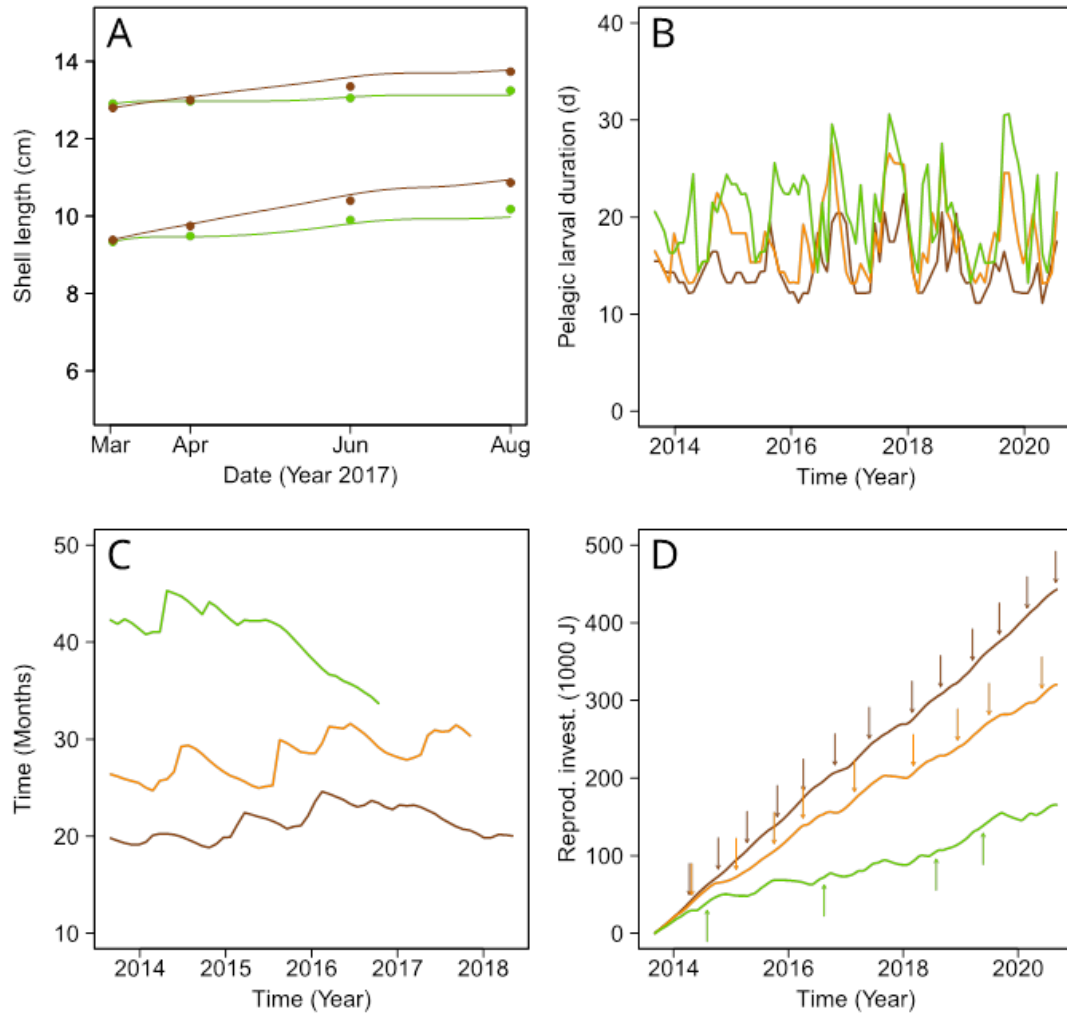 A
Shell length (cm)
14
12
10
8
6
Mar Apr Jun Aug
Date (Year 2017)
B
Pelagic larval duration (d)
40
30
20
10
0
2014 2016 2018 2020
Time (Year)
C
Time (Months)
50
40
30
20
10
2014 2015 2016 2017 2018
Time (Year)
D
Reprod. invest. (1000 J)
500
400
300
200
100
0
2014 2016 2018 2020
Time (Year)